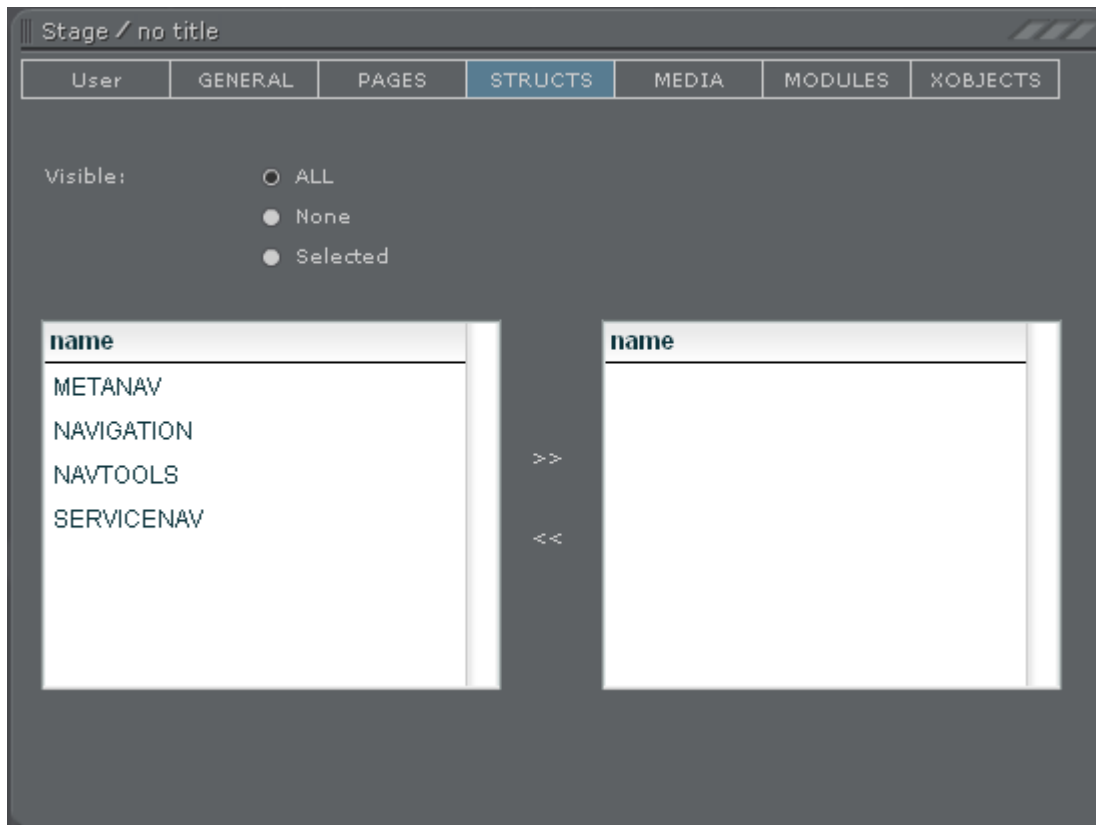 Stage / no title
User GENERAL PAGES STRUCTS MEDIA MODULES XOBJECTS
Visible: ALL
None
Selected
name name
METANAV
NAVIGATION
>>
NAVTOOLS
SERVICENAV
<<